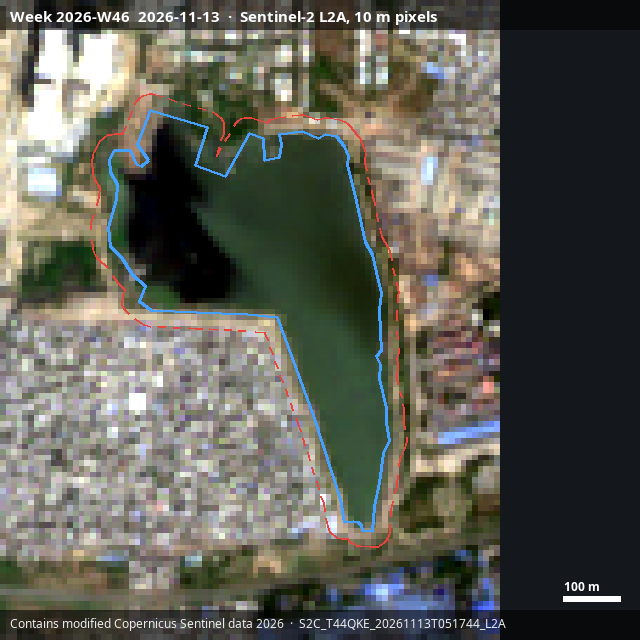 Week 2026-W46 2026-11-13 · Sentinel-2 L2A, 10 m pixels
100 m
Contains modified Copernicus Sentinel data 2026 · S2C_T44QKE_20261113T051744_L2A